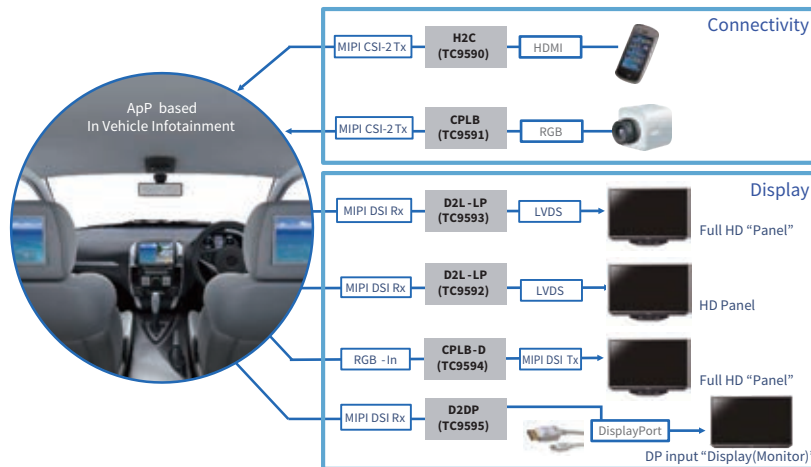 Connectivity
MIPI CSI-2 Tx
H2C
(TC9590)
HDMI
ApP based
In Vehicle Infotainment
MIPI CSI-2 Tx
CPLB
(TC9591)
RGB
Display
MIPI DSI Rx
D2L-LP
(TC9593)
LVDS
Full HD “Panel”
MIPI DSI Rx
D2L-LP
(TC9592)
LVDS
HD Panel
RGB -In
CPLB-D
(TC9594)
MIPI DSI Tx
Full HD “Panel”
MIPI DSI Rx
D2DP
(TC9595)
DisplayPort
DP input “Display(Monitor)”